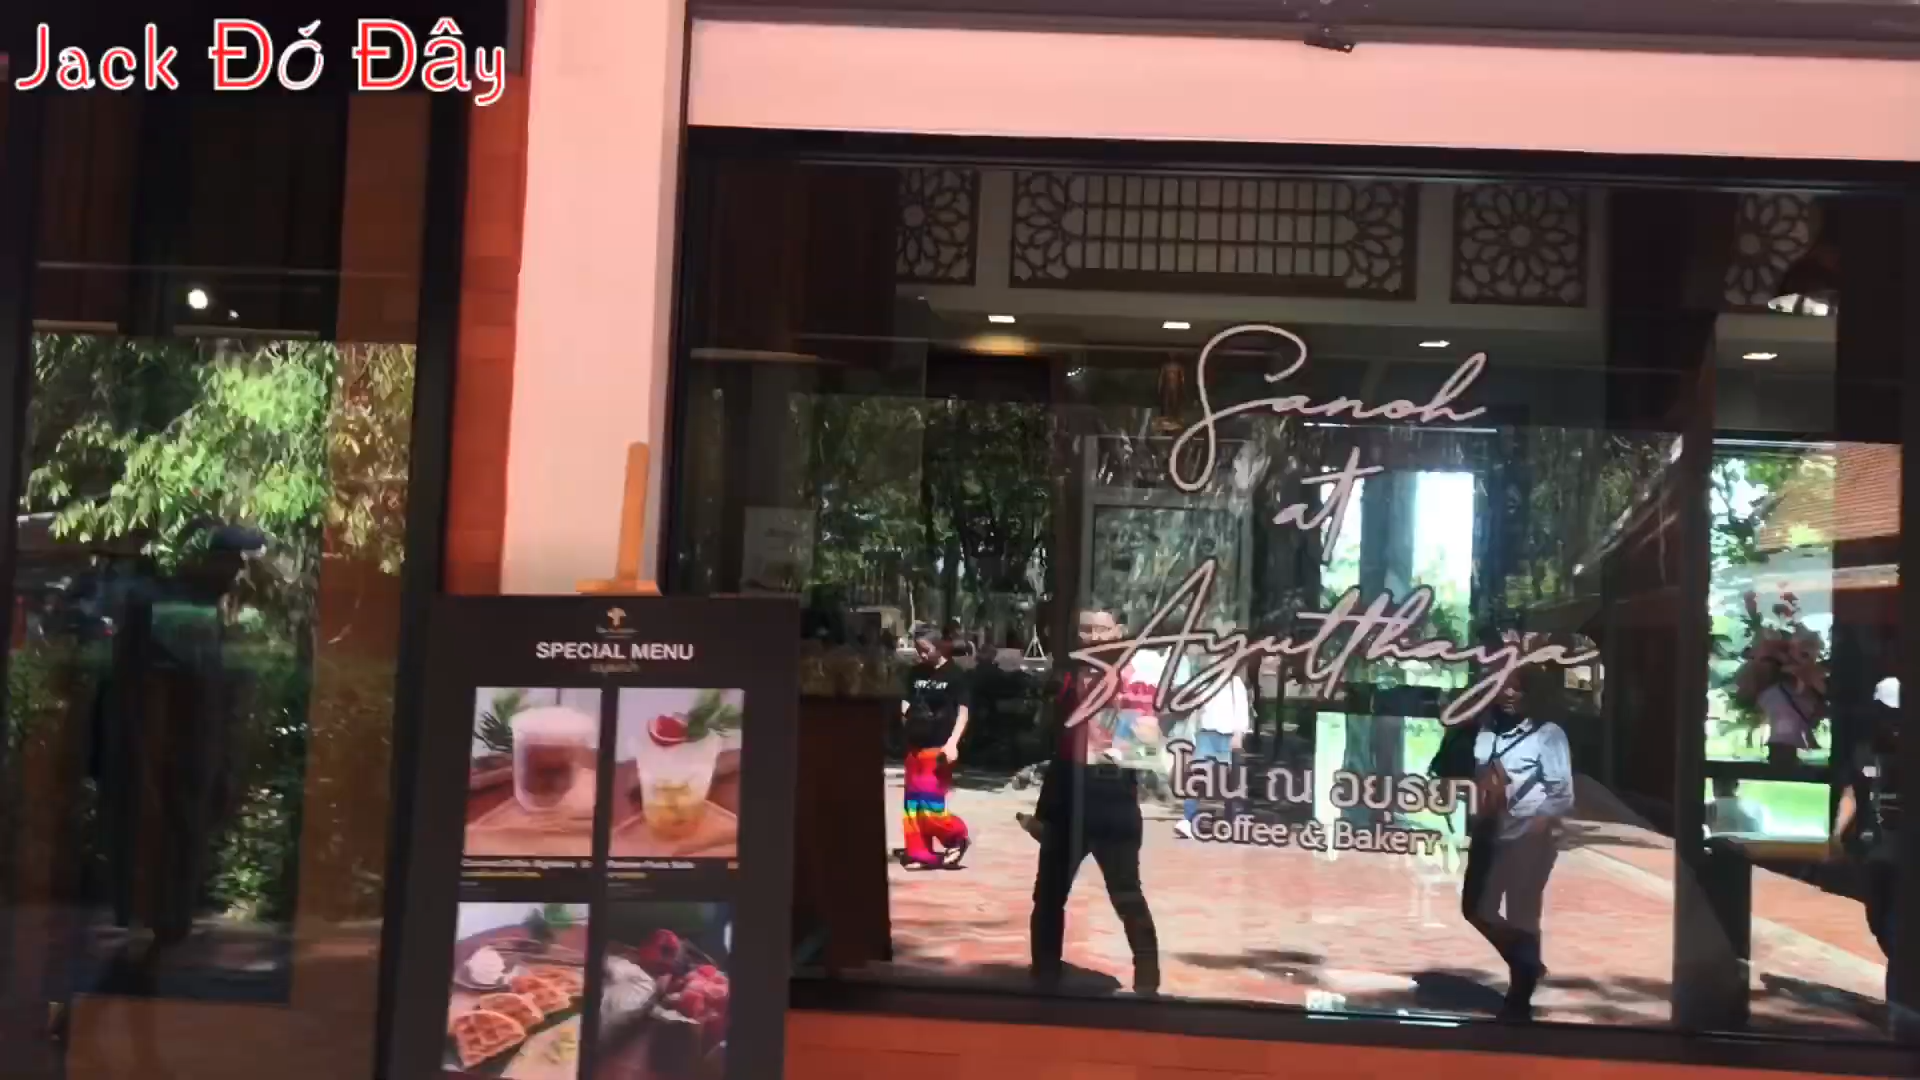 Jack Đó Đây
Sanoh
at
Ayutthaya
โสน ณ อยุธยา
Coffee & Bakery
SPECIAL MENU